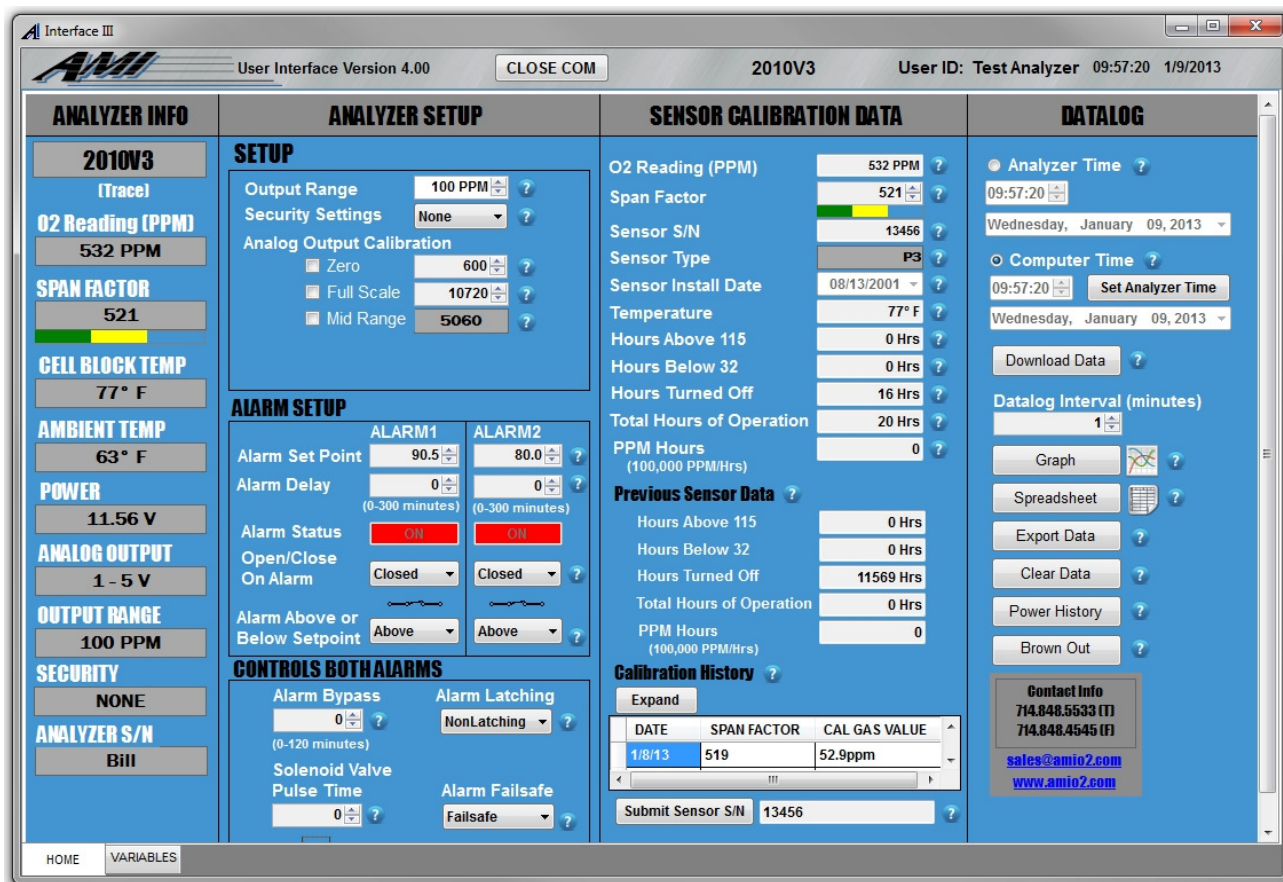 Interface III
AMI
User Interface Version 4.00
CLOSE COM
2010V3
User ID: Test Analyzer 09:57:20 1/9/2013
ANALYZER INFO
2010V3
(Trace)
O2 Reading (PPM)
532 PPM
SPAN FACTOR
521
CELL BLOCK TEMP
77° F
AMBIENT TEMP
63° F
POWER
11.56 V
ANALOG OUTPUT
1 - 5 V
OUTPUT RANGE
100 PPM
SECURITY
NONE
ANALYZER S/N
Bill
ANALYZER SETUP
SETUP
Output Range 100 PPM ?
Security Settings None ?
Analog Output Calibration
Zero 600 ?
Full Scale 10720 ?
Mid Range 5060 ?
ALARM SETUP
ALARM1 ALARM2
Alarm Set Point 90.5 80.0 ?
Alarm Delay 0 0 ?
(0-300 minutes) (0-300 minutes)
Alarm Status ON ON
Open/Close
On Alarm Closed Closed ?
Alarm Above or
Below Setpoint Above Above ?
CONTROLS BOTH ALARMS
Alarm Bypass Alarm Latching
0 ? NonLatching ?
(0-120 minutes)
Solenoid Valve
Pulse Time Alarm Failsafe
0 ? Failsafe ?
SENSOR CALIBRATION DATA
O2 Reading (PPM) 532 PPM ?
Span Factor 521 ?
Sensor S/N 13456 ?
Sensor Type P3 ?
Sensor Install Date 08/13/2001 ?
Temperature 77° F ?
Hours Above 115 0 Hrs ?
Hours Below 32 0 Hrs ?
Hours Turned Off 16 Hrs ?
Total Hours of Operation 20 Hrs ?
PPM Hours 0 ?
(100,000 PPM/Hrs)
Previous Sensor Data ?
Hours Above 115 0 Hrs
Hours Below 32 0 Hrs
Hours Turned Off 11569 Hrs
Total Hours of Operation 0 Hrs
PPM Hours 0
(100,000 PPM/Hrs)
Calibration History ?
Expand
DATE SPAN FACTOR CAL GAS VALUE
1/8/13 519 52.9ppm
Submit Sensor S/N 13456 ?
DATALOG
Analyzer Time ?
09:57:20
Wednesday, January 09, 2013
Computer Time ?
09:57:20 Set Analyzer Time
Wednesday, January 09, 2013
Download Data ?
Datalog Interval (minutes)
1
Graph ?
Spreadsheet ?
Export Data ?
Clear Data ?
Power History ?
Brown Out ?
Contact Info
714.848.5533 (T)
714.848.4545 (F)
sales@amio2.com
www.amio2.com
HOME VARIABLES